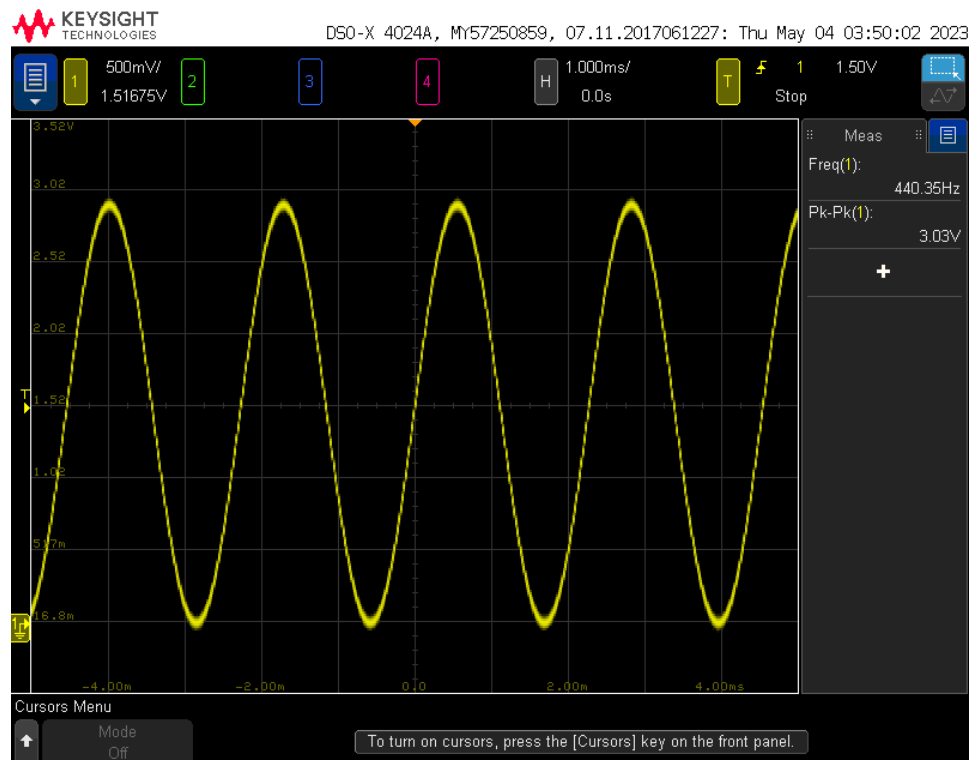 KEYSIGHT
TECHNOLOGIES
DSO-X 4024A, MY57250859, 07.11.2017061227: Thu May 04 03:50:02 2023
1
500mV/
1.51675V
2
3
4
H
1.000ms/
0.0s
T
1
1.50V
Stop
3.52V
3.02
2.52
2.02
T
1.52
1.02
517m
16.8m
1
-4.00m
-2.00m
0.0
2.00m
4.00ms
Meas
Freq(1):
440.35Hz
Pk-Pk(1):
3.03V
+
Cursors Menu
Mode
Off
To turn on cursors, press the [Cursors] key on the front panel.